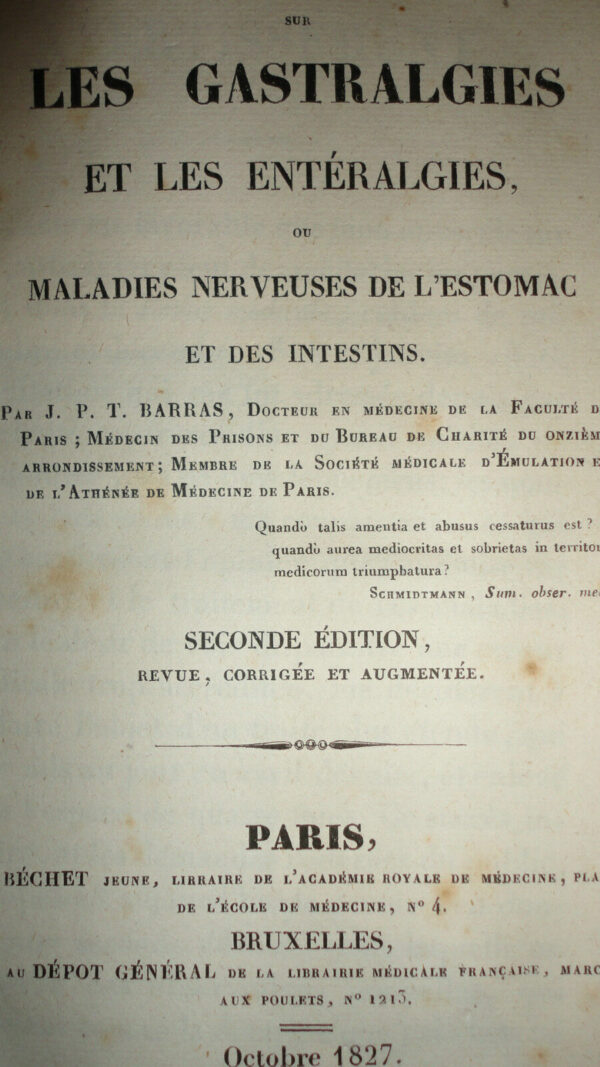 SUR
LES GASTRALGIES
ET LES ENTÉRALGIES,
OU
MALADIES NERVEUSES DE L'ESTOMAC
ET DES INTESTINS.
PAR J. P. T. BARRAS, DOCTEUR EN MÉDECINE DE LA FACULTÉ D
PARIS ; MÉDECIN DES PRISONS ET DU BUREAU DE CHARITÉ DU ONZIÈM
ARRONDISSEMENT; MEMBRE DE LA SOCIÉTÉ MÉDICALE D'ÉMULATION E
DE L'ATHÉNÉE DE MÉDECINE DE PARIS.
Quandò talis amentia et abusus cessaturus est ?
quandò aurea mediocritas et sobrietas in territor
medicorum triumphatura ?
SCHMIDTMANN, Sum. obser. me
SECONDE ÉDITION,
REVUE, CORRIGÉE ET AUGMENTÉE.
PARIS,
BÉCHET JEUNE, LIBRAIRE DE L'ACADÉMIE ROYALE DE MÉDECINE, PLA
DE L'ÉCOLE DE MÉDECINE, N° 4.
BRUXELLES,
AU DÉPOT GÉNÉRAL DE LA LIBRAIRIE MÉDICALE FRANÇAISE, MARC
AUX POULETS, N° 1213.
Octobre 1827.